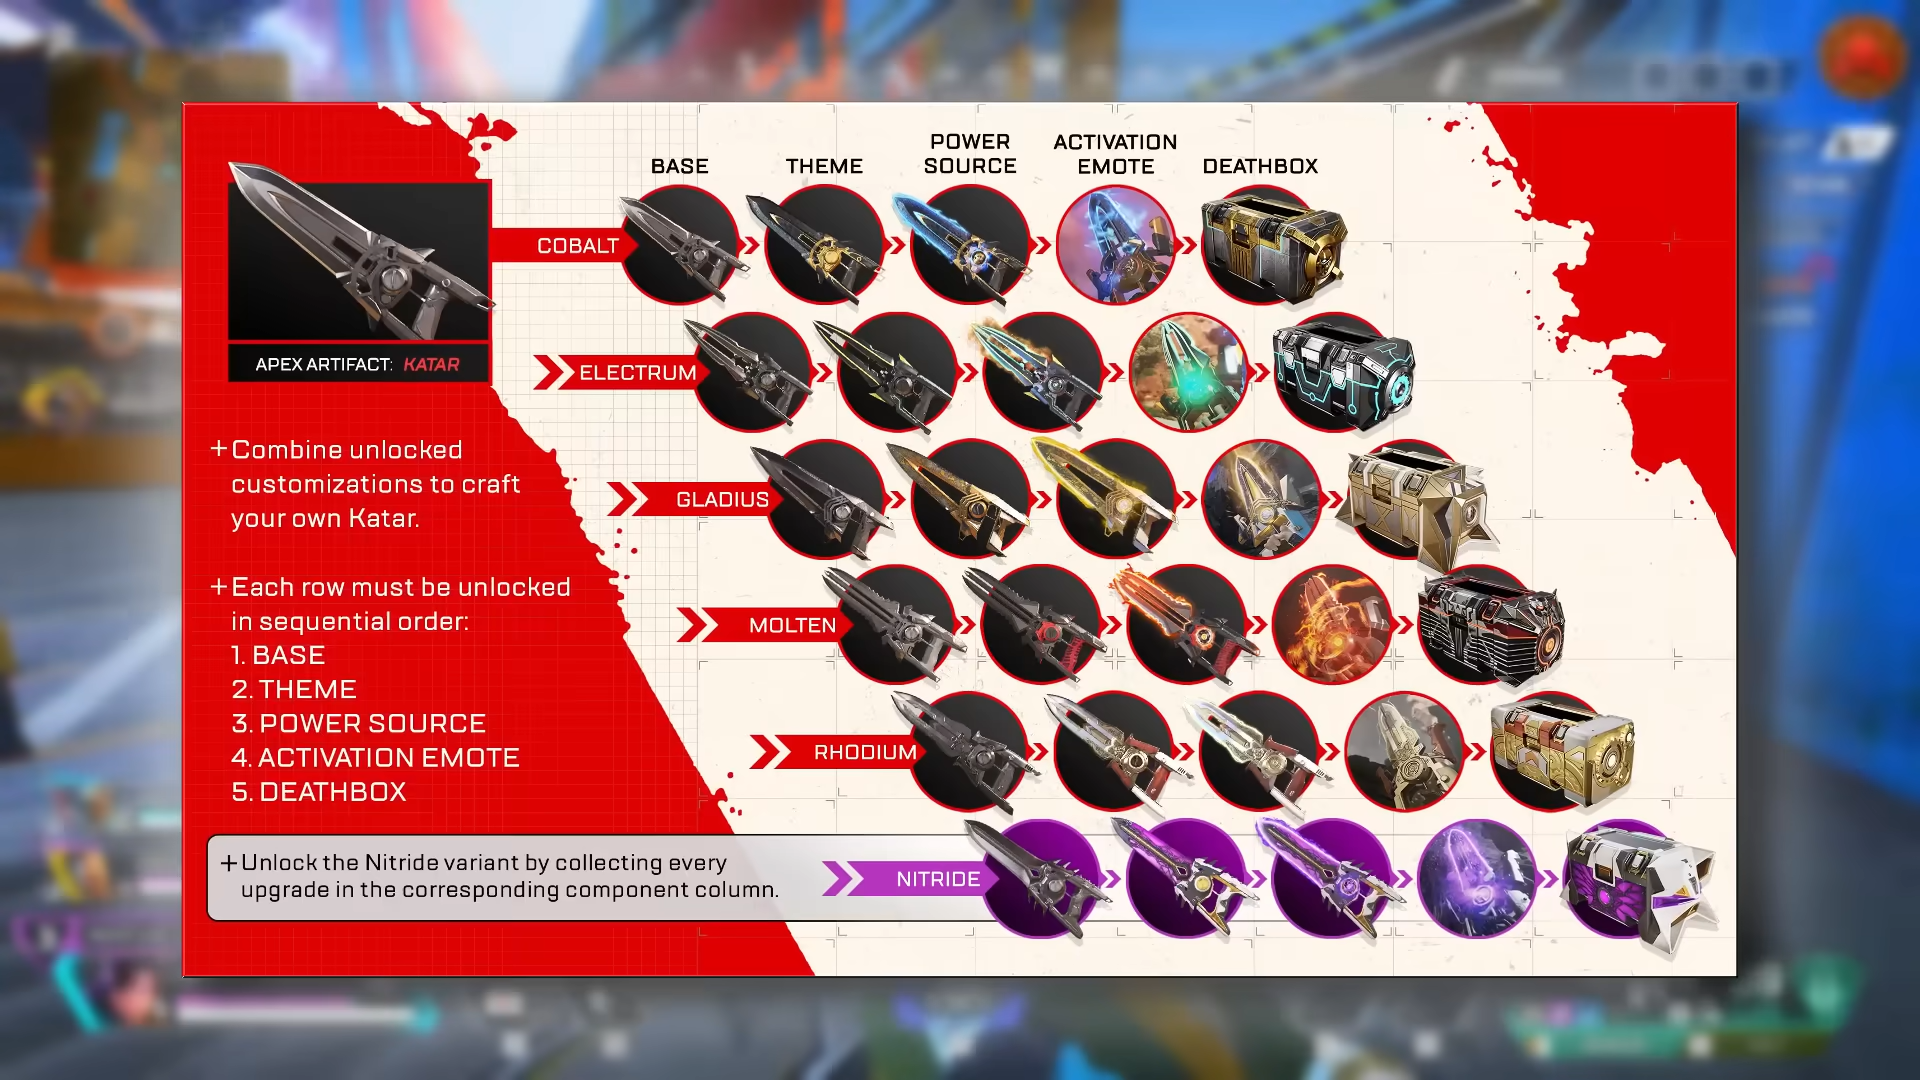 BASE
THEME
POWER
SOURCE
ACTIVATION
EMOTE
DEATHBOX
COBALT
APEX ARTIFACT: KATAR
ELECTRUM
GLADIUS
MOLTEN
RHODIUM
NITRIDE
+Combine unlocked
customizations to craft
your own Katar.
+Each row must be unlocked
in sequential order:
1. BASE
2. THEME
3. POWER SOURCE
4. ACTIVATION EMOTE
5. DEATHBOX
+Unlock the Nitride variant by collecting every
upgrade in the corresponding component column.